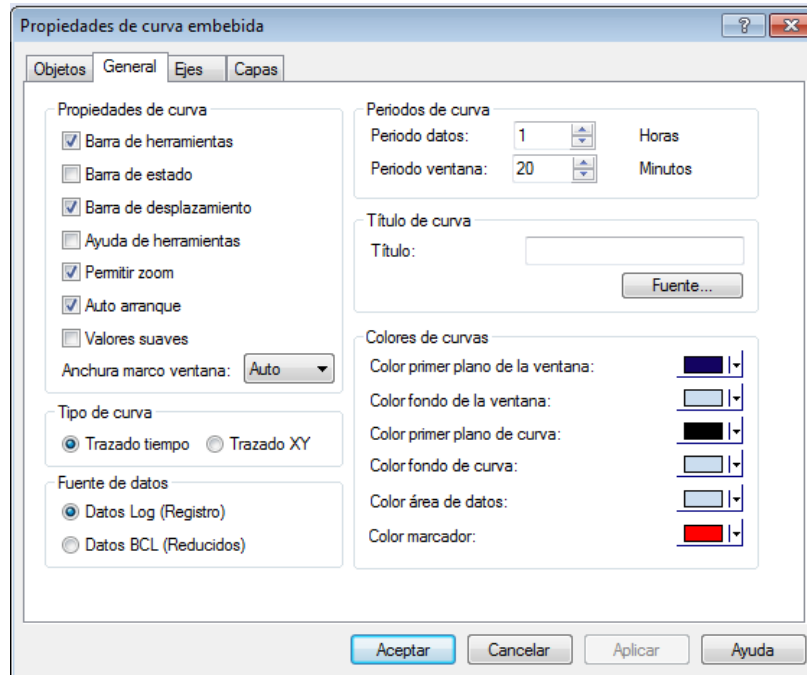 Propiedades de curva embebida
Objetos General Ejes Capas
Propiedades de curva
Barra de herramientas
Barra de estado
Barra de desplazamiento
Ayuda de herramientas
Permitir zoom
Auto arranque
Valores suaves
Anchura marco ventana: Auto
Tipo de curva
Trazado tiempo Trazado XY
Fuente de datos
Datos Log (Registro)
Datos BCL (Reducidos)
Periodos de curva
Periodo datos: 1 Horas
Periodo ventana: 20 Minutos
Título de curva
Título:
Fuente...
Colores de curvas
Color primer plano de la ventana:
Color fondo de la ventana:
Color primer plano de curva:
Color fondo de curva:
Color área de datos:
Color marcador:
Aceptar Cancelar Aplicar Ayuda